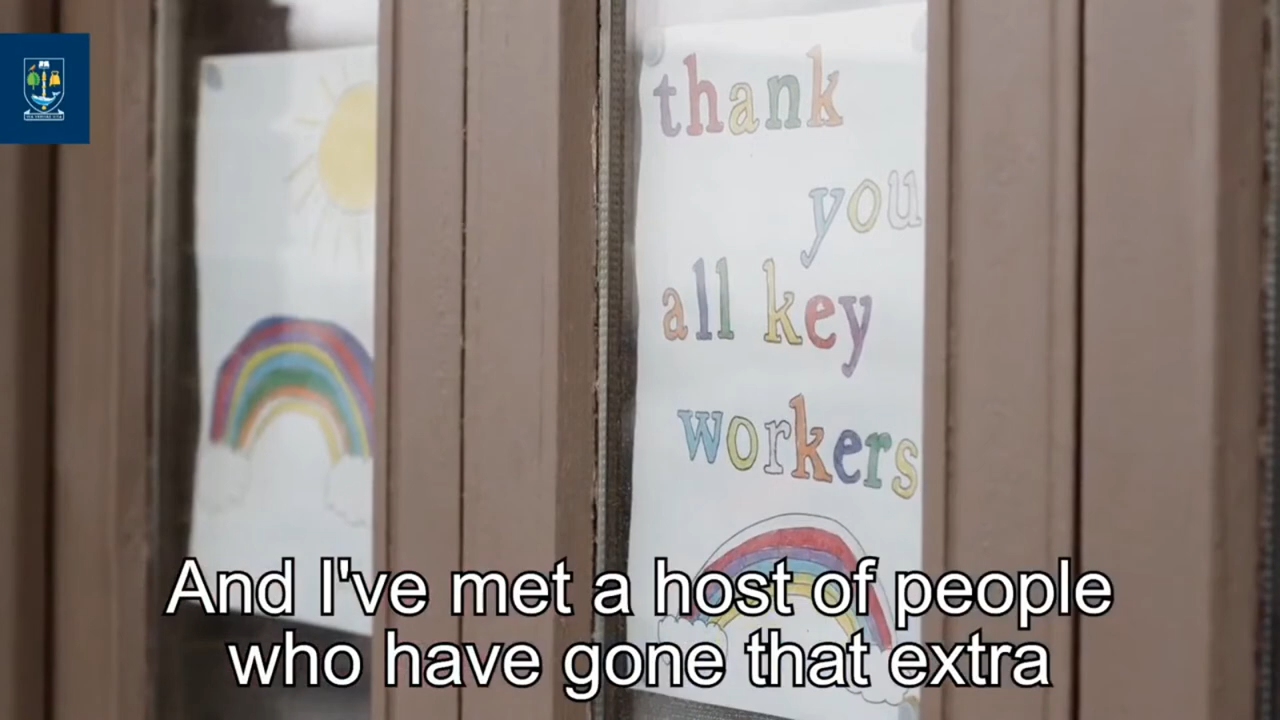 thank
you
all key
workers
And I've met a host of people
who have gone that extra